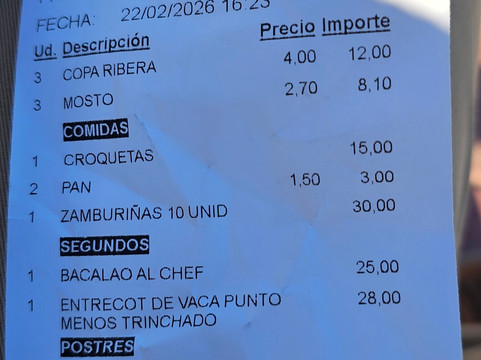 FECHA: 22/02/2026 16:23
Ud. Descripción Precio Importe
3 COPA RIBERA 4,00 12,00
3 MOSTO 2,70 8,10
COMIDAS
1 CROQUETAS 15,00
2 PAN 1,50 3,00
1 ZAMBURIÑAS 10 UNID 30,00
SEGUNDOS
1 BACALAO AL CHEF 25,00
1 ENTRECOT DE VACA PUNTO 28,00
MENOS TRINCHADO
POSTRES